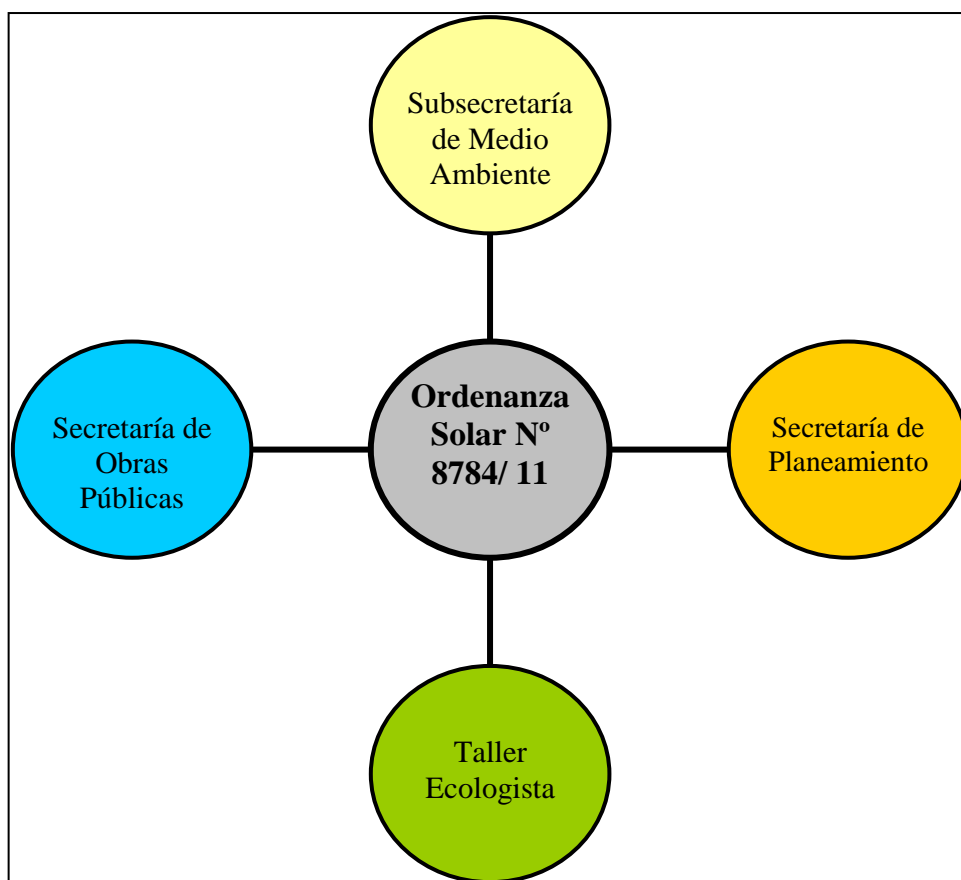 Subsecretaría
de Medio
Ambiente
Ordenanza
Solar Nº
8784/ 11
Secretaría de
Obras
Públicas
Secretaría de
Planeamiento
Taller
Ecologista